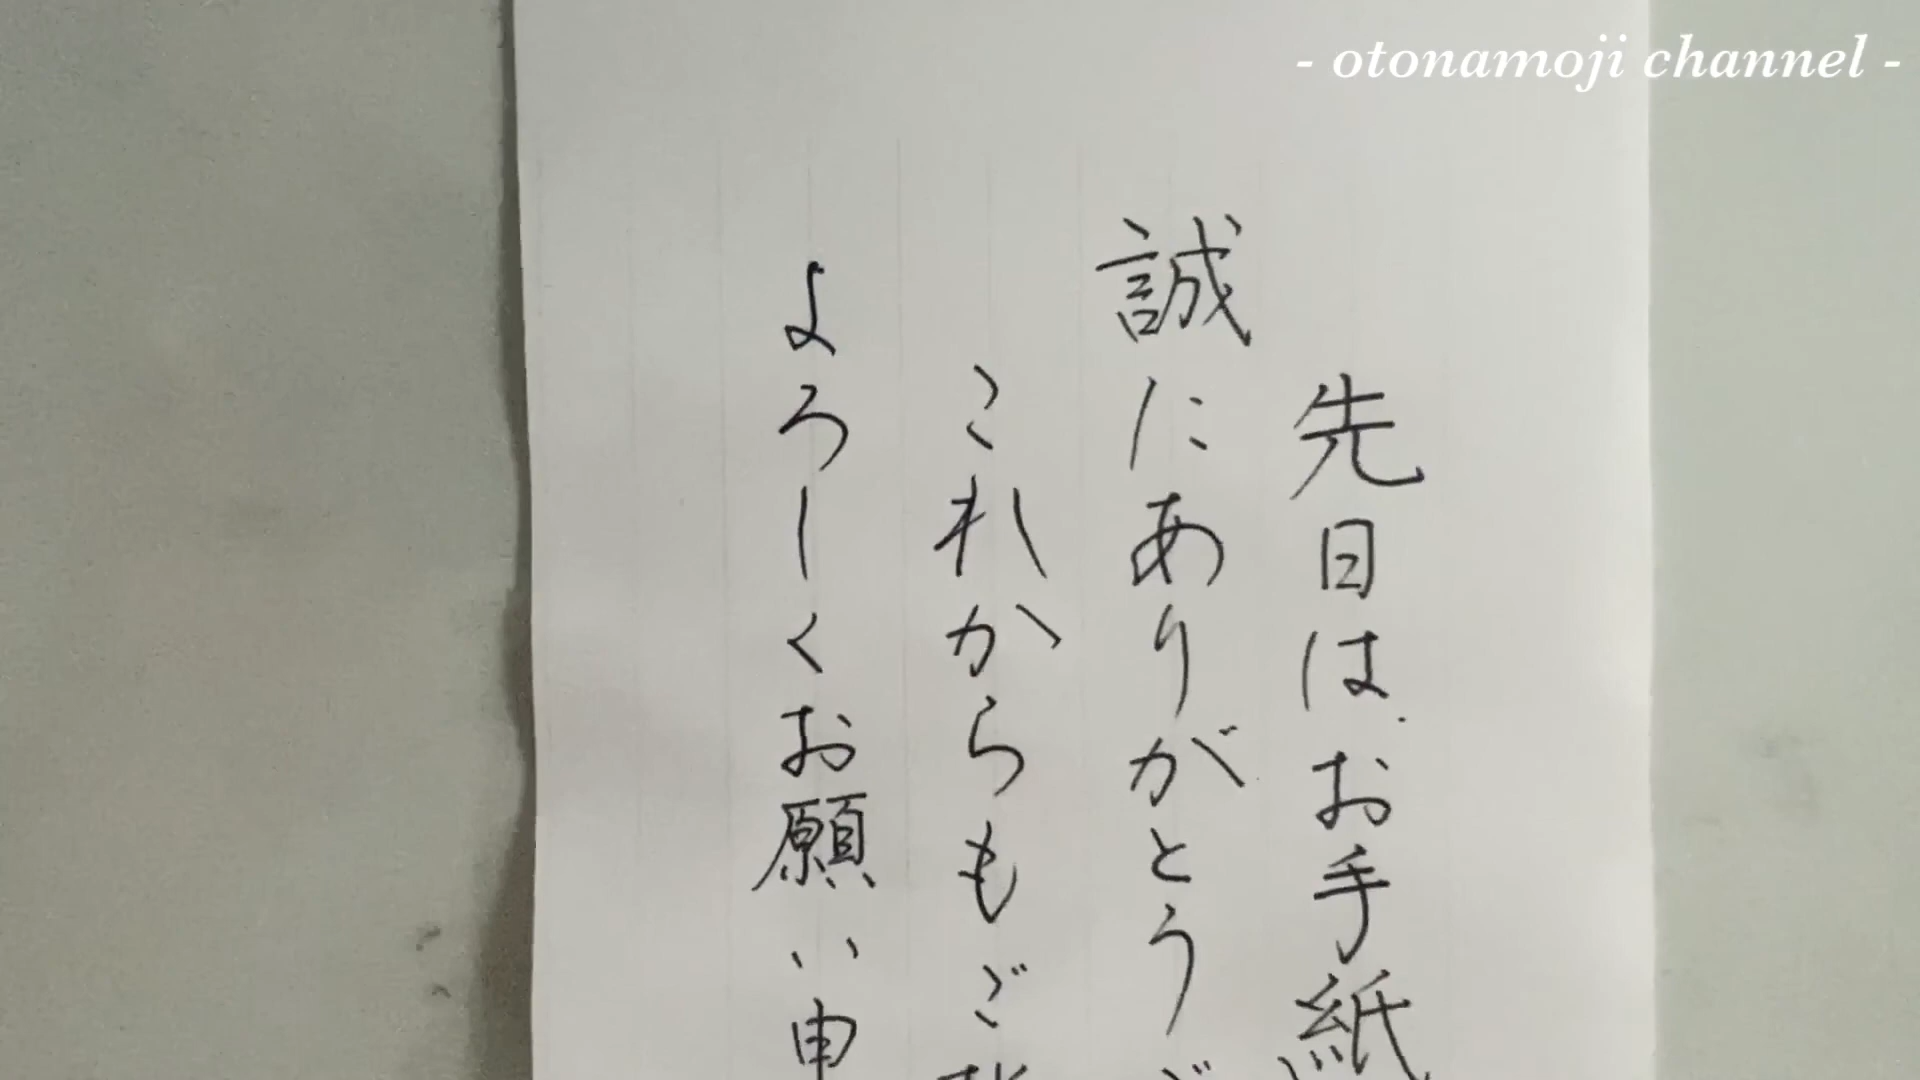 - otonamoji channel -
先日はお手紙
誠にありがとう
これからもご
よろしくお願い申